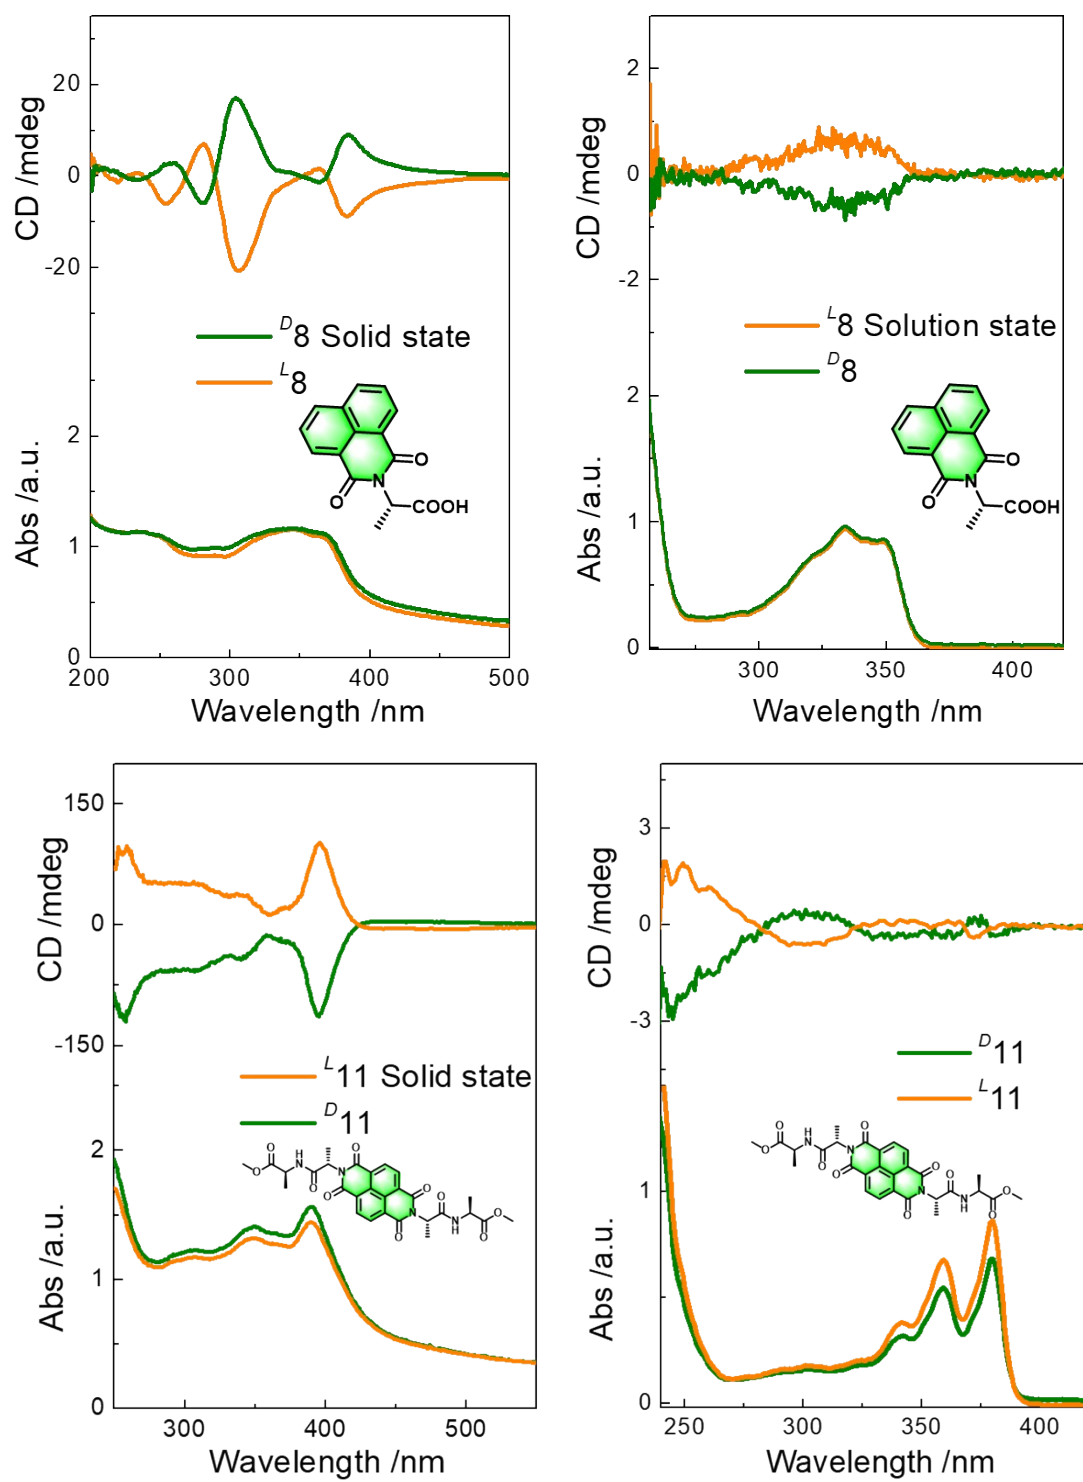 CD /mdeg
20
0
-20
D8 Solid state
L8
O
O
N
COOH
Abs /a.u.
2
1
0
200 300 400 500
Wavelength /nm
CD /mdeg
2
0
-2
L8 Solution state
D8
O
O
N
COOH
Abs /a.u.
2
1
0
300 350 400
Wavelength /nm
CD /mdeg
150
0
-150
L11 Solid state
D11
O
O
H
N
O
N
O
O
O
O
N
O
N
H
O
O
Abs /a.u.
2
1
0
300 400 500
Wavelength /nm
CD /mdeg
3
0
-3
D11
L11
O
O
H
N
O
N
O
O
O
O
N
O
N
H
O
O
Abs /a.u.
1
0
250 300 350 400
Wavelength /nm